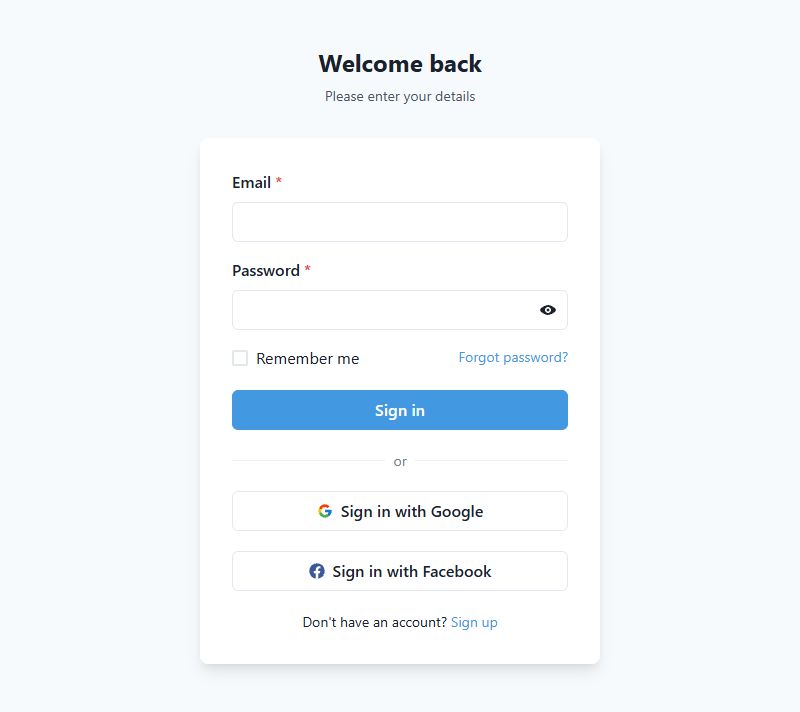 Welcome back
Please enter your details
Email *
Password *
Remember me
Forgot password?
Sign in
or
Sign in with Google
Sign in with Facebook
Don't have an account? Sign up